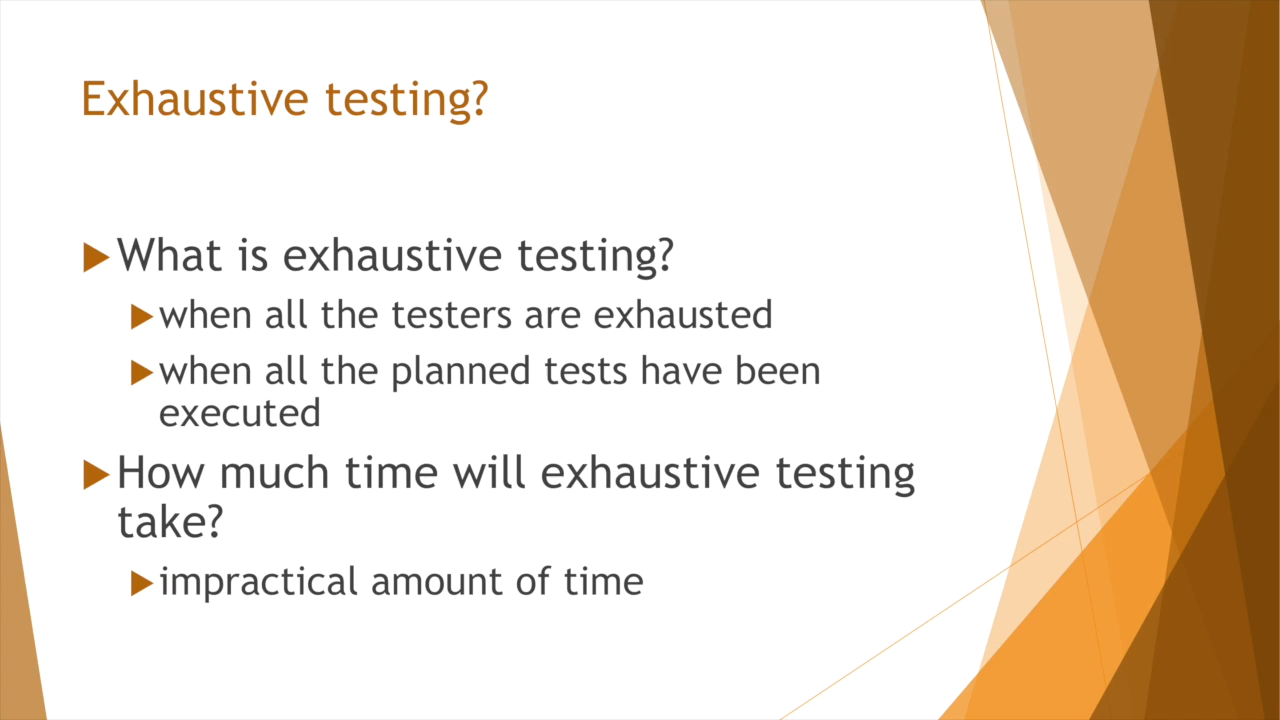 Exhaustive testing?
What is exhaustive testing?
when all the testers are exhausted
when all the planned tests have been
executed
How much time will exhaustive testing
take?
impractical amount of time